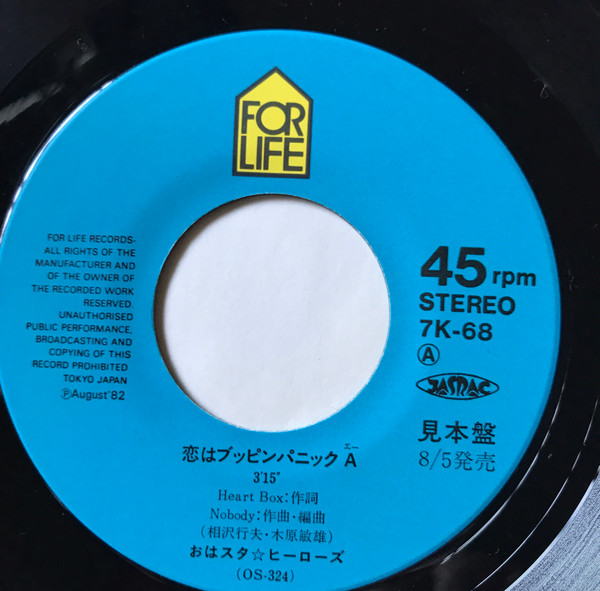 FOR
LIFE
FOR LIFE RECORDS-
ALL RIGHTS OF THE
MANUFACTURER AND
OF THE OWNER OF
THE RECORDED WORK
RESERVED.
UNAUTHORISED
PUBLIC PERFORMANCE,
BROADCASTING AND
COPYING OF THIS
RECORD PROHIBITED
TOKYO JAPAN
ⓅAugust'82
45 rpm
STEREO
7K-68
Ⓐ
JASRAC
見本盤
8/5発売
エー
恋はブッピンパニックA
3'15"
Heart Box:作詞
Nobody:作曲・編曲
(相沢行夫・木原敏雄)
おはスタ☆ヒーローズ
(OS-324)